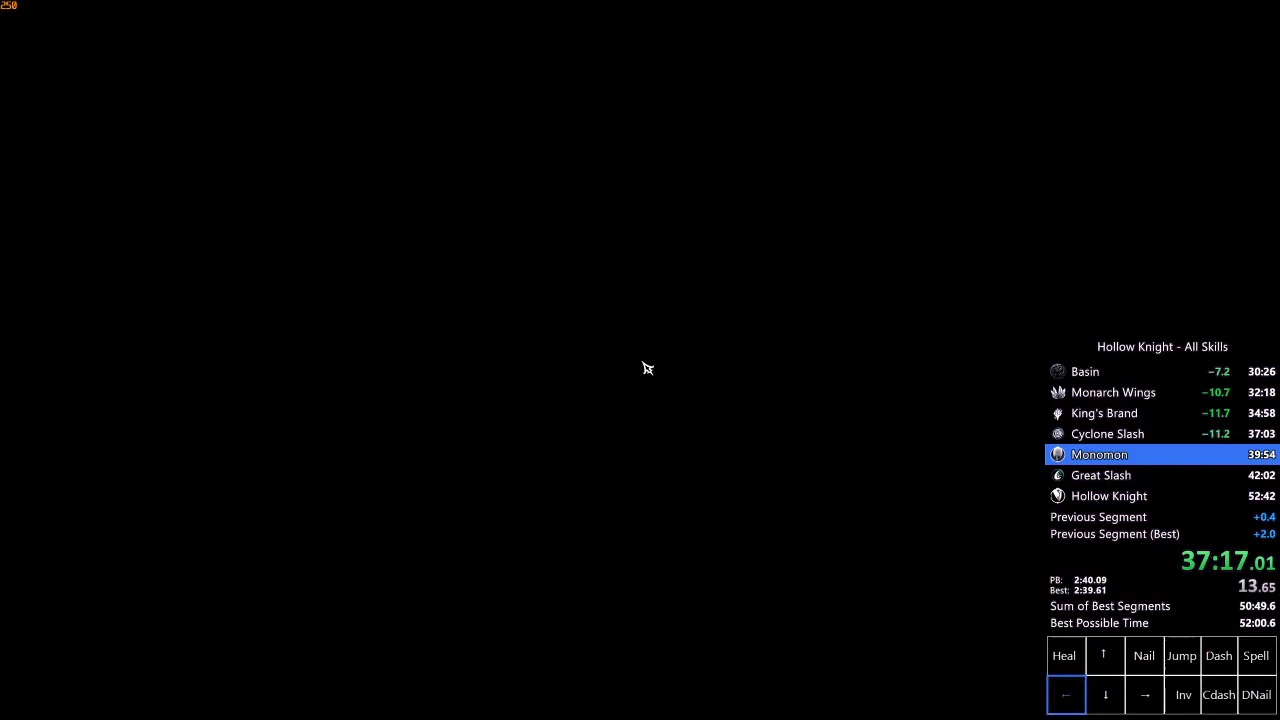 250
Hollow Knight - All Skills
Basin −7.2 30:26
Monarch Wings −10.7 32:18
King's Brand −11.7 34:58
Cyclone Slash −11.2 37:03
Monomon 39:54
Great Slash 42:02
Hollow Knight 52:42
Previous Segment +0.4
Previous Segment (Best) +2.0
37:17.01
PB: 2:40.09
Best: 2:39.61
13.65
Sum of Best Segments 50:49.6
Best Possible Time 52:00.6
Heal ↑ Nail Jump Dash Spell
← ↓ → Inv Cdash DNail